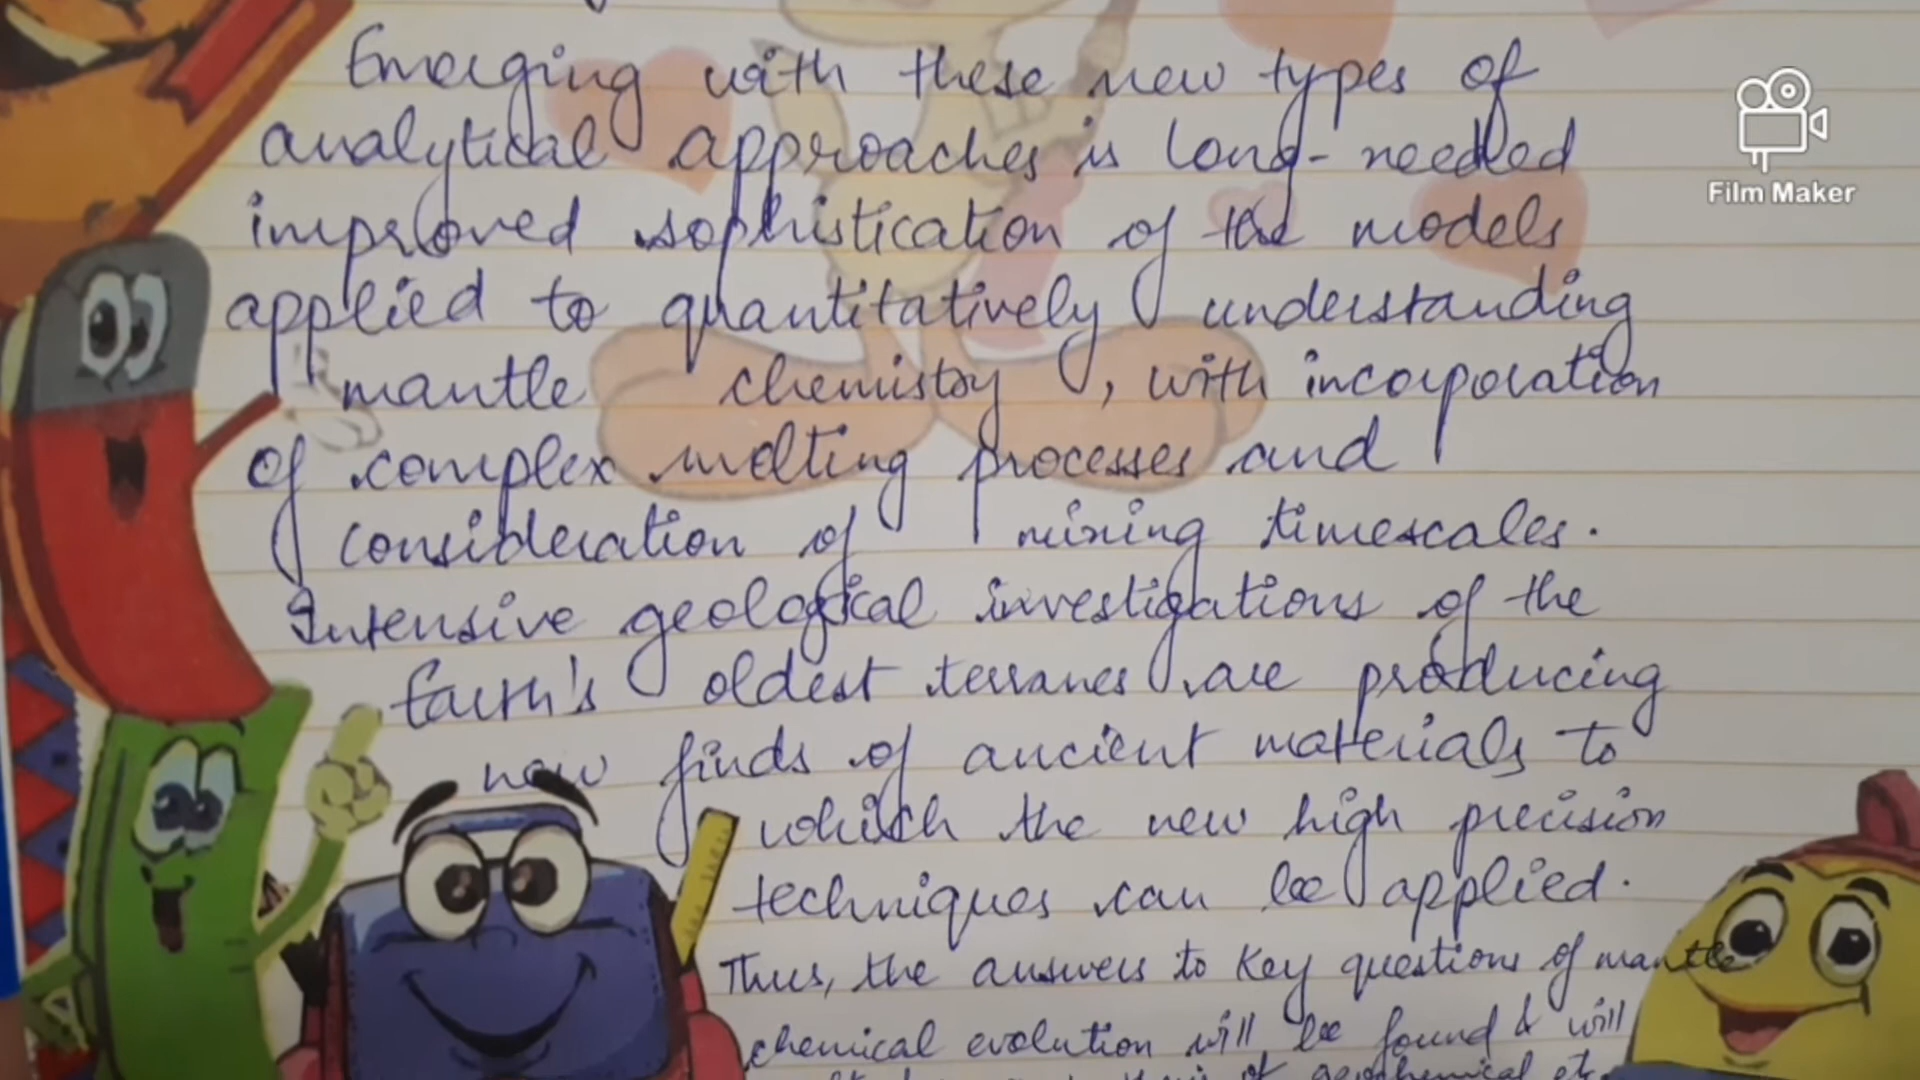 Emerging with these new types of
analytical approaches is long-needed
improved sophistication of the models
applied to quantitatively understanding
mantle chemistry, with incorporation
of complex melting processes and
consideration of mixing timescales.
Intensive geological investigations of the
Earth's oldest terranes are producing
new finds of ancient materials to
which the new high precision
techniques can be applied.
Thus, the answers to key questions of mantle
chemical evolution will be found & will
of geochemical
Film Maker